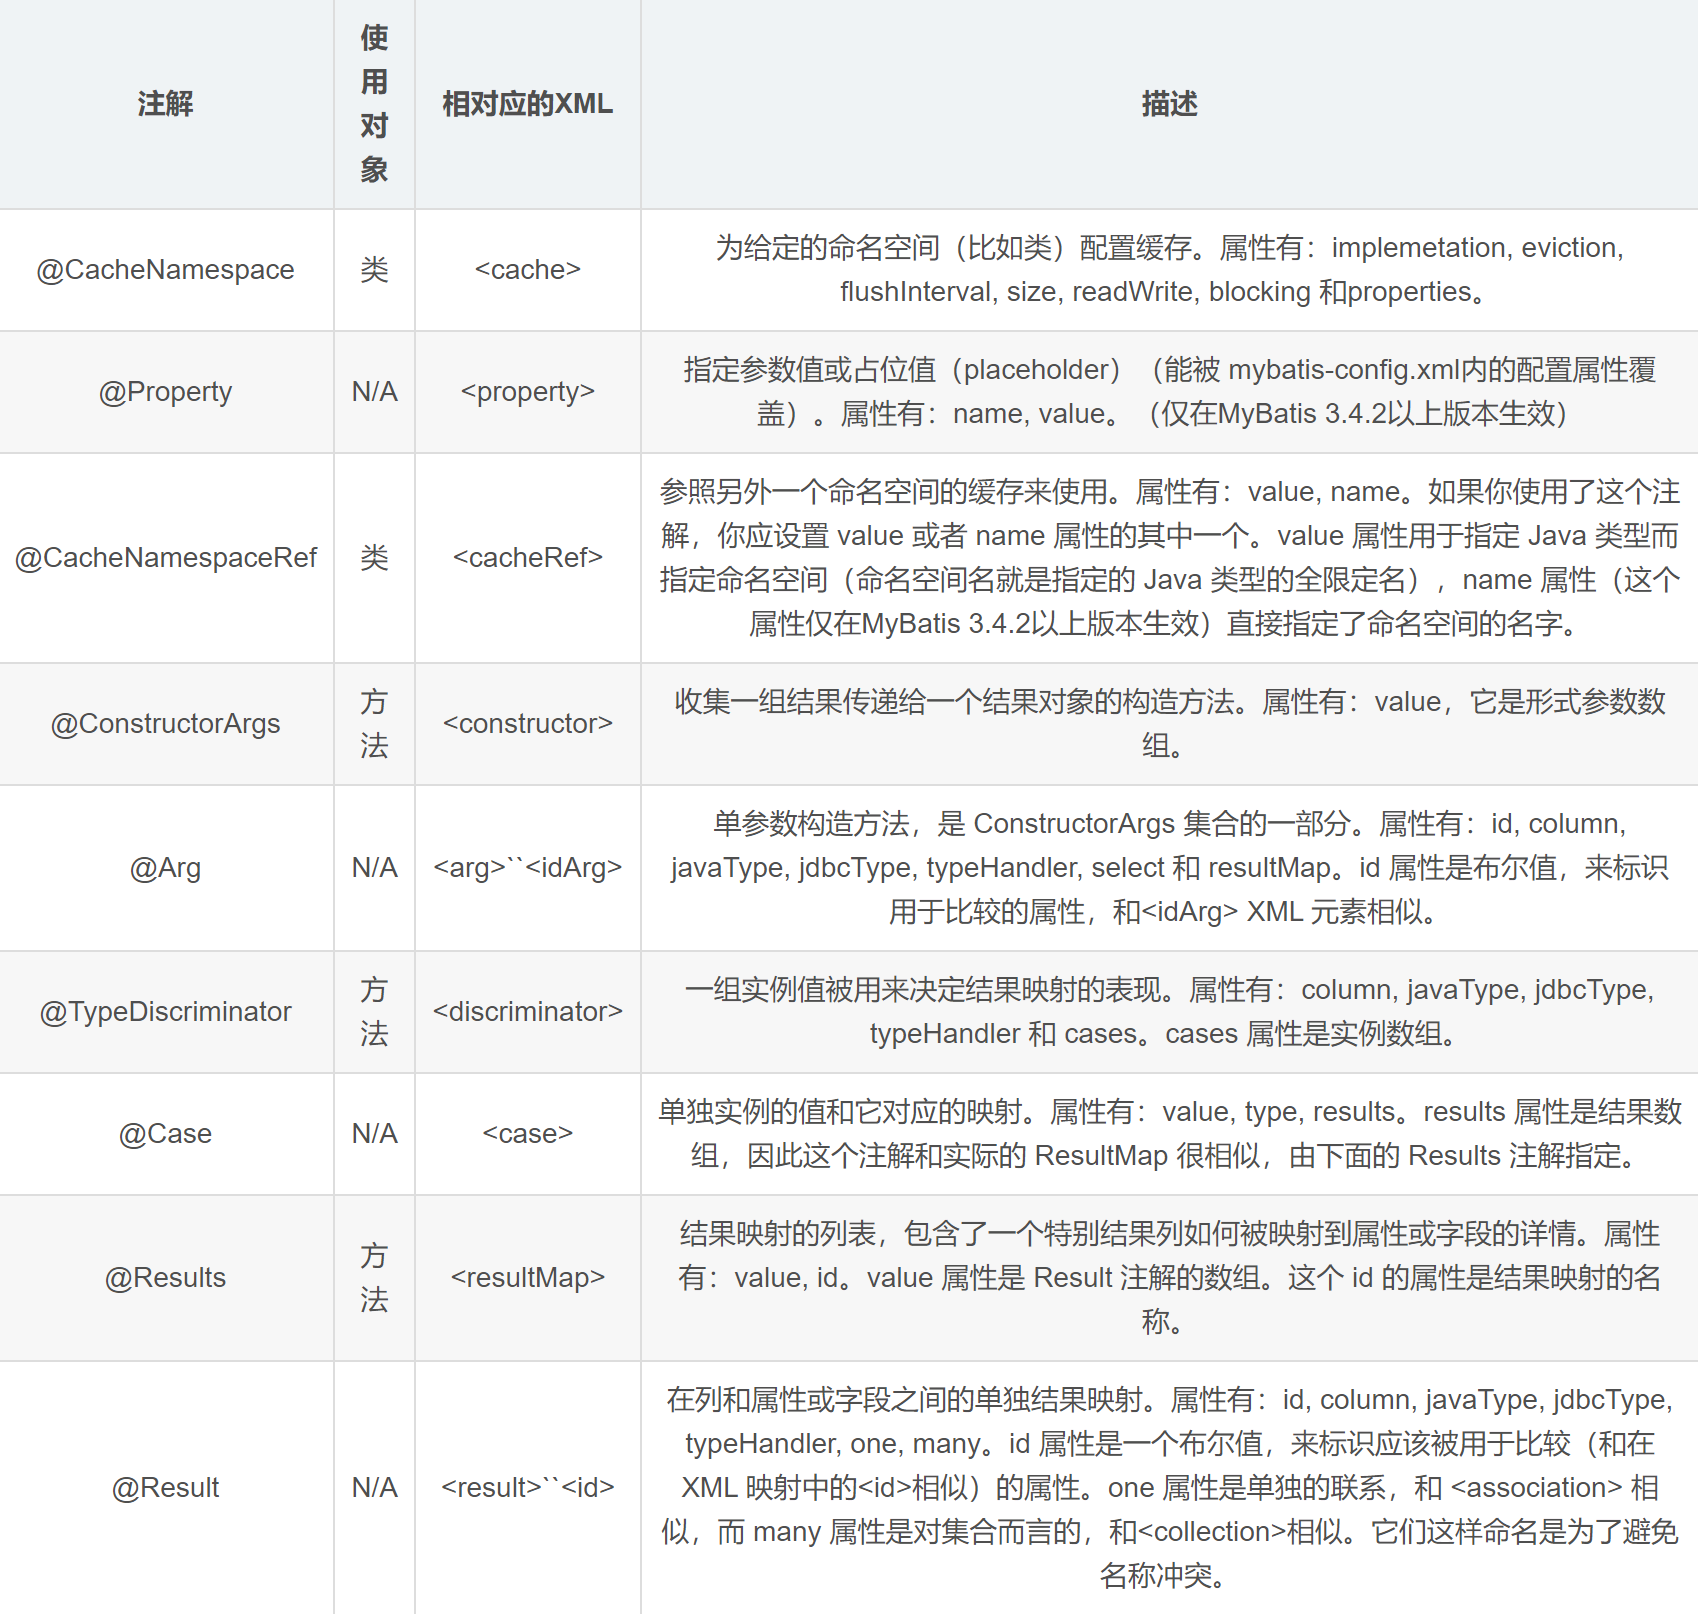 注解
使
用
对
象
相对应的XML
描述
@CacheNamespace
类
<cache>
为给定的命名空间（比如类）配置缓存。属性有：implemetation, eviction,
flushInterval, size, readWrite, blocking 和properties。
@Property
N/A
<property>
指定参数值或占位值（placeholder）（能被 mybatis-config.xml内的配置属性覆
盖）。属性有：name, value。（仅在MyBatis 3.4.2以上版本生效）
@CacheNamespaceRef
类
<cacheRef>
参照另外一个命名空间的缓存来使用。属性有：value, name。如果你使用了这个注
解，你应设置 value 或者 name 属性的其中一个。value 属性用于指定 Java 类型而
指定命名空间（命名空间名就是指定的 Java 类型的全限定名），name 属性（这个
属性仅在MyBatis 3.4.2以上版本生效）直接指定了命名空间的名字。
@ConstructorArgs
方
法
<constructor>
收集一组结果传递给一个结果对象的构造方法。属性有：value，它是形式参数数
组。
@Arg
N/A
<arg>``<idArg>
单参数构造方法，是 ConstructorArgs 集合的一部分。属性有：id, column,
javaType, jdbcType, typeHandler, select 和 resultMap。id 属性是布尔值，来标识
用于比较的属性，和<idArg> XML 元素相似。
@TypeDiscriminator
方
法
<discriminator>
一组实例值被用来决定结果映射的表现。属性有：column, javaType, jdbcType,
typeHandler 和 cases。cases 属性是实例数组。
@Case
N/A
<case>
单独实例的值和它对应的映射。属性有：value, type, results。results 属性是结果数
组，因此这个注解和实际的 ResultMap 很相似，由下面的 Results 注解指定。
@Results
方
法
<resultMap>
结果映射的列表，包含了一个特别结果列如何被映射到属性或字段的详情。属性
有：value, id。value 属性是 Result 注解的数组。这个 id 的属性是结果映射的名
称。
@Result
N/A
<result>``<id>
在列和属性或字段之间的单独结果映射。属性有：id, column, javaType, jdbcType,
typeHandler, one, many。id 属性是一个布尔值，来标识应该被用于比较（和在
XML 映射中的<id>相似）的属性。one 属性是单独的联系，和 <association> 相
似，而 many 属性是对集合而言的，和<collection>相似。它们这样命名是为了避免
名称冲突。